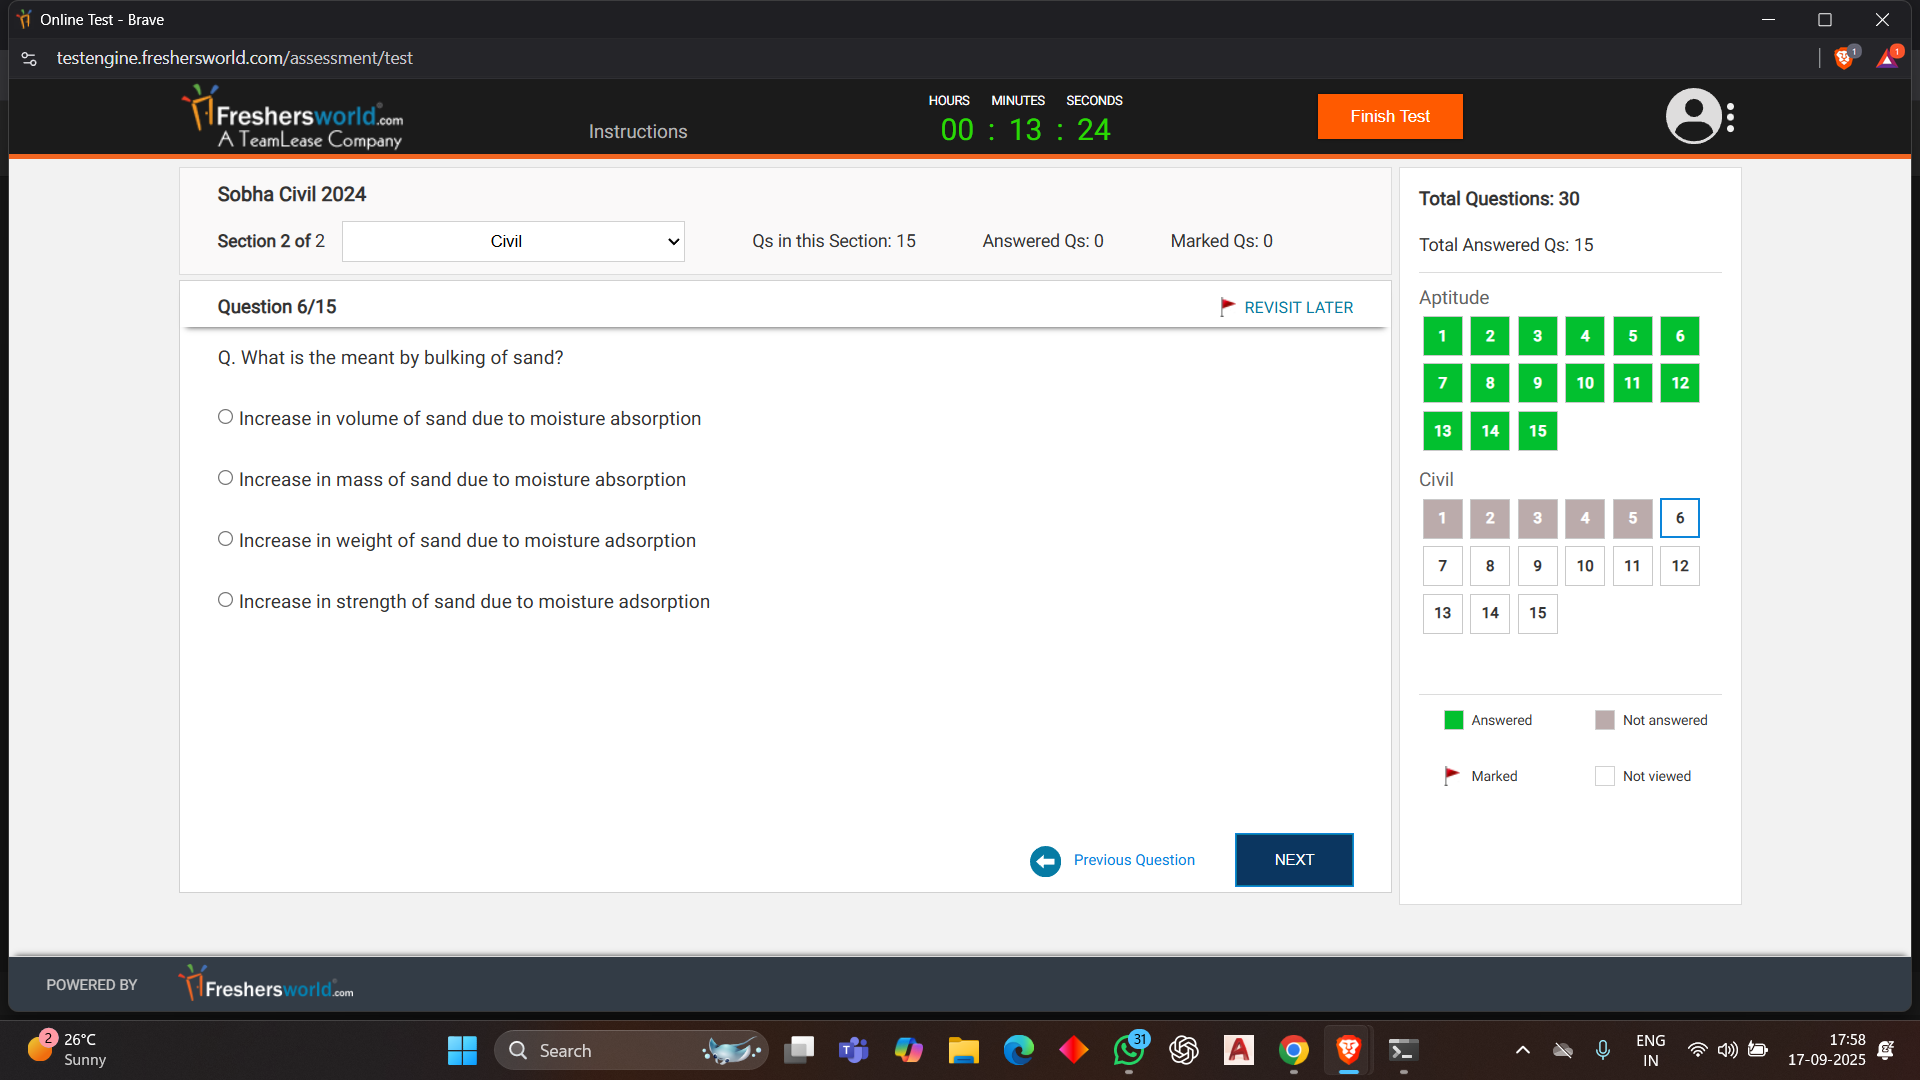 Online Test - Brave
testengine.freshersworld.com/assessment/test
1
1
Freshersworld.com
A TeamLease Company
Instructions
HOURS MINUTES SECONDS
00 : 13 : 24
Finish Test
Sobha Civil 2024
Section 2 of 2
Civil
Qs in this Section: 15
Answered Qs: 0
Marked Qs: 0
Question 6/15
REVISIT LATER
Q. What is the meant by bulking of sand?
Increase in volume of sand due to moisture absorption
Increase in mass of sand due to moisture absorption
Increase in weight of sand due to moisture adsorption
Increase in strength of sand due to moisture adsorption
Previous Question
NEXT
Total Questions: 30
Total Answered Qs: 15
Aptitude
1 2 3 4 5 6
7 8 9 10 11 12
13 14 15
Civil
1 2 3 4 5 6
7 8 9 10 11 12
13 14 15
Answered
Not answered
Marked
Not viewed
POWERED BY
Freshersworld.com
2
26°C
Sunny
Search
31
ENG
IN
17:58
17-09-2025